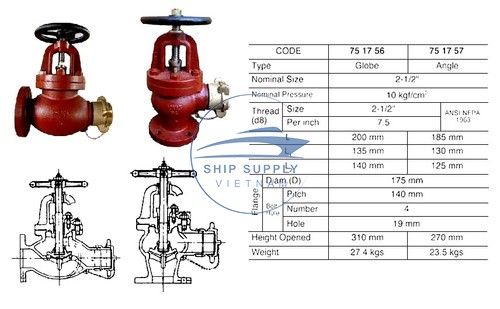 CODE 75 17 56 75 17 57
Type Globe Angle
Nominal Size 2-1/2"
Nominal Pressure 10 kgf/cm²
Thread (d8) Size 2-1/2" ANSI-NFPA 1963
Per inch 7.5
L 200 mm 185 mm
L 135 mm 130 mm
L 140 mm 125 mm
Flange Diam (D) 175 mm
Bolt Hole Pitch 140 mm
Number 4
Hole 19 mm
Height Opened 310 mm 270 mm
Weight 27.4 kgs 23.5 kgs
SHIP SUPPLY
VIETNAM